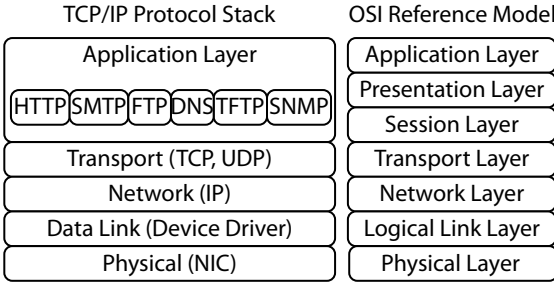 TCP/IP Protocol Stack
Application Layer
HTTP SMTP FTP DNS TFTP SNMP
Transport (TCP, UDP)
Network (IP)
Data Link (Device Driver)
Physical (NIC)
OSI Reference Model
Application Layer
Presentation Layer
Session Layer
Transport Layer
Network Layer
Logical Link Layer
Physical Layer